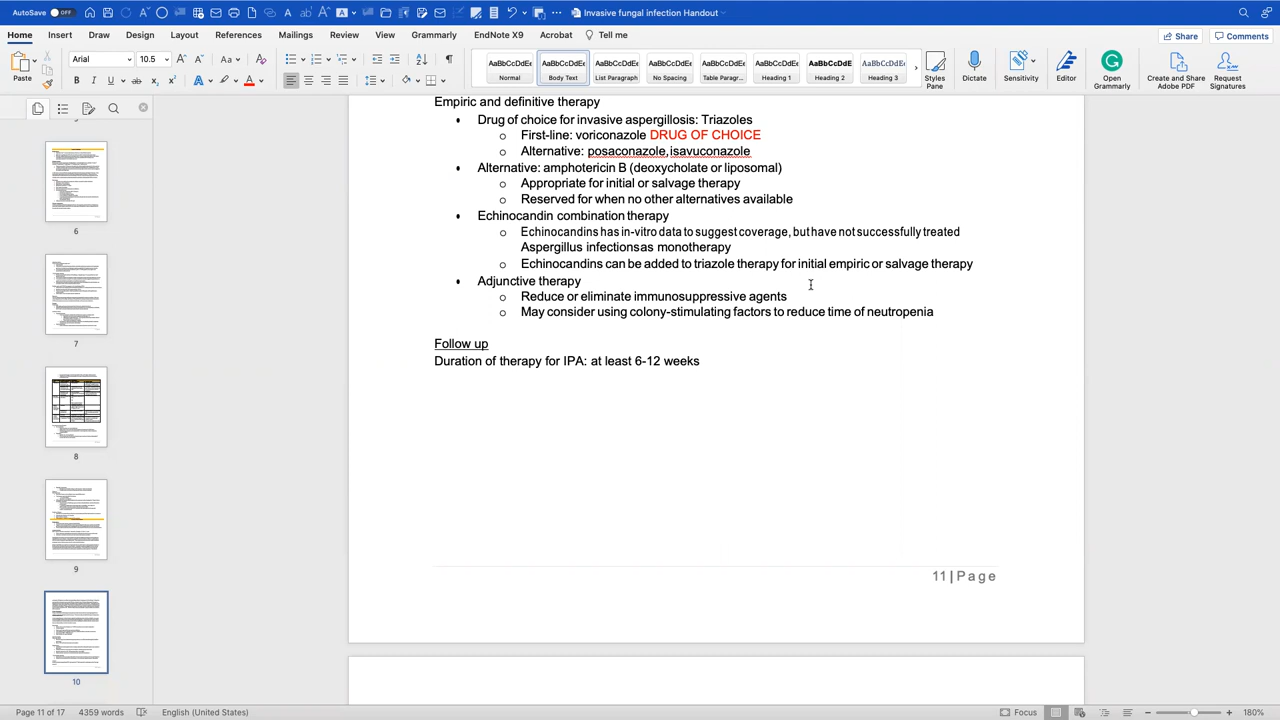 AutoSave OFF Invasive fungal infection Handout
Home Insert Draw Design Layout References Mailings Review View Grammarly EndNote X9 Acrobat Tell me Share Comments
Paste Arial 10.5 Normal Body Text List Paragraph No Spacing Table Paragr... Heading 1 Heading 2 Heading 3 Styles Pane Dictate Sensitivity Editor Open Grammarly Create and Share Adobe PDF Request Signatures
Empiric and definitive therapy
• Drug of choice for invasive aspergillosis: Triazoles
o First-line: voriconazole DRUG OF CHOICE
Alternative: posaconazole, isavuconazole
• Alternative: amphotericin B (deoxycholate or liposomal)
Appropriate for initial or salvage therapy
Reserved for when no other alternatives available
• Echinocandin combination therapy
o Echinocandins has in-vitro data to suggest coverage, but have not successfully treated
Aspergillus infections as monotherapy
Echinocandins can be added to triazole therapy in initial empiric or salvage therapy
• Adjunctive therapy
Reduce or eliminate immunosuppressive agents
May consider using colony-stimulating factors to reduce time of neutropenia
Follow up
Duration of therapy for IPA: at least 6-12 weeks
11 | Page
6
7
8
9
10
Page 11 of 17 4359 words English (United States) Focus 180%